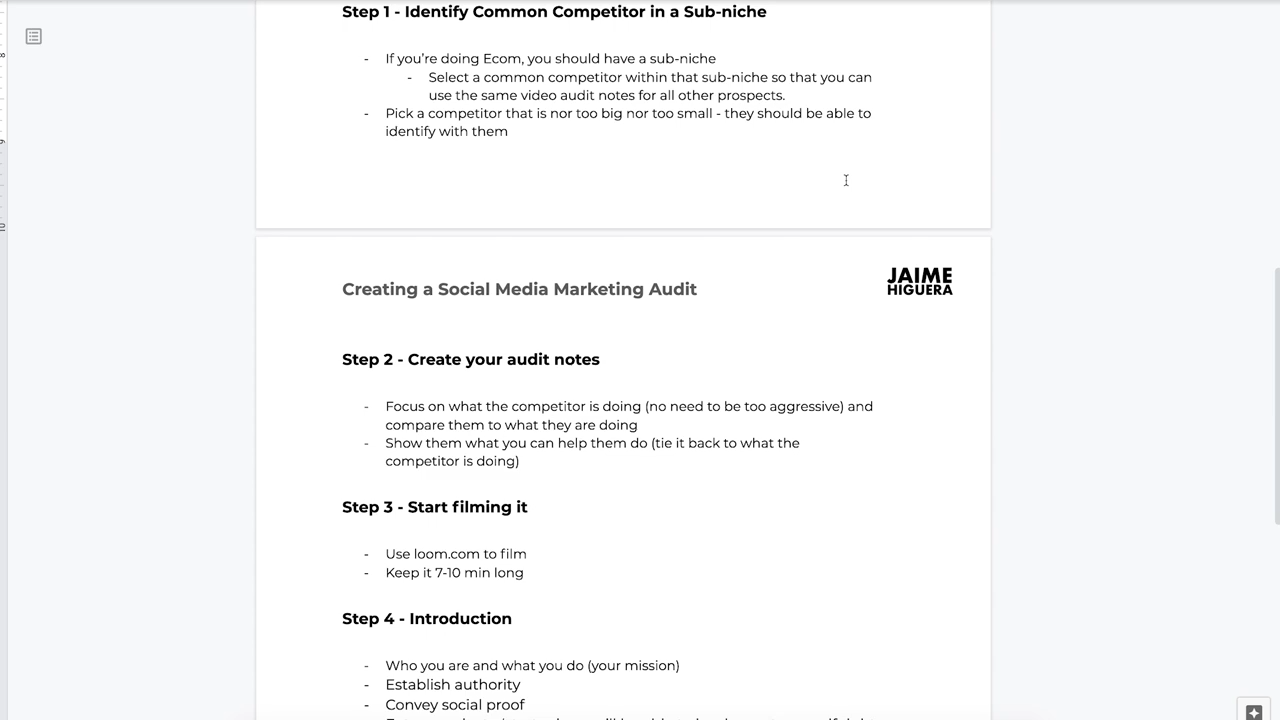 Step 1 - Identify Common Competitor in a Sub-niche
- If you're doing Ecom, you should have a sub-niche
- Select a common competitor within that sub-niche so that you can
use the same video audit notes for all other prospects.
- Pick a competitor that is nor too big nor too small - they should be able to
identify with them
Creating a Social Media Marketing Audit
JAIME
HIGUERA
Step 2 - Create your audit notes
- Focus on what the competitor is doing (no need to be too aggressive) and
compare them to what they are doing
- Show them what you can help them do (tie it back to what the
competitor is doing)
Step 3 - Start filming it
- Use loom.com to film
- Keep it 7-10 min long
Step 4 - Introduction
- Who you are and what you do (your mission)
- Establish authority
- Convey social proof
8
9
10